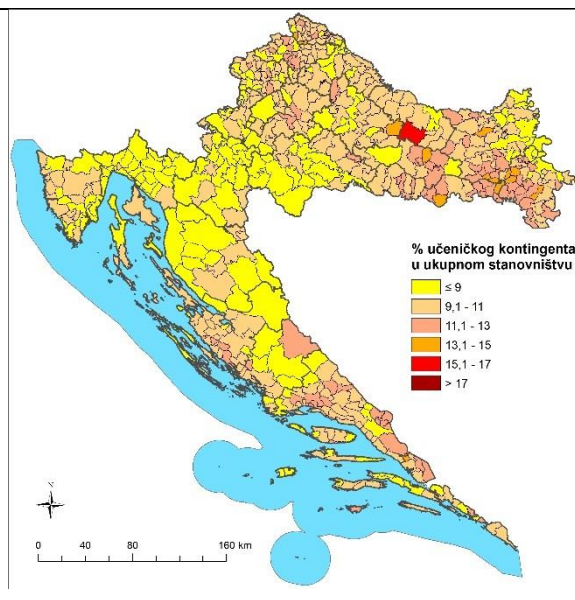 % učeničkog kontingenta
u ukupnom stanovništvu
≤ 9
9,1 - 11
11,1 - 13
13,1 - 15
15,1 - 17
> 17
0 40 80 160 km